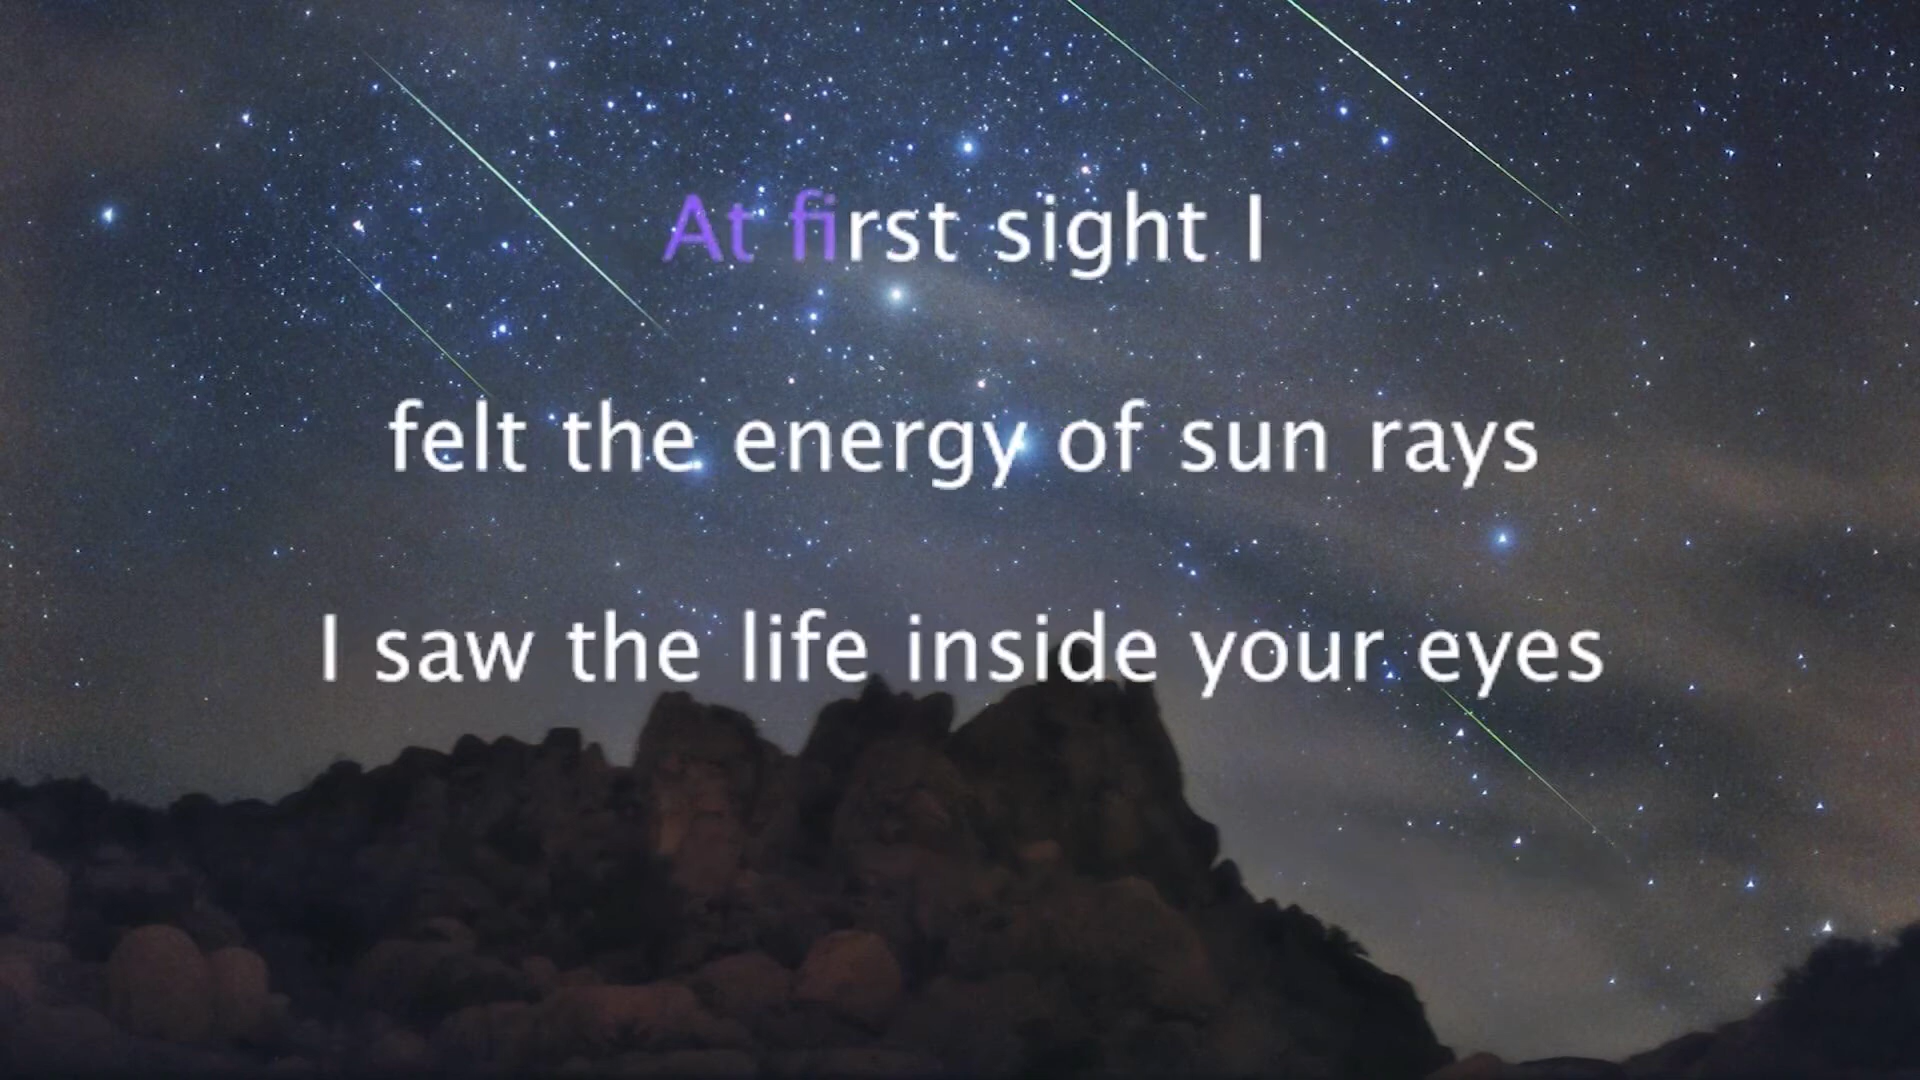 At first sight I
felt the energy of sun rays
I saw the life inside your eyes